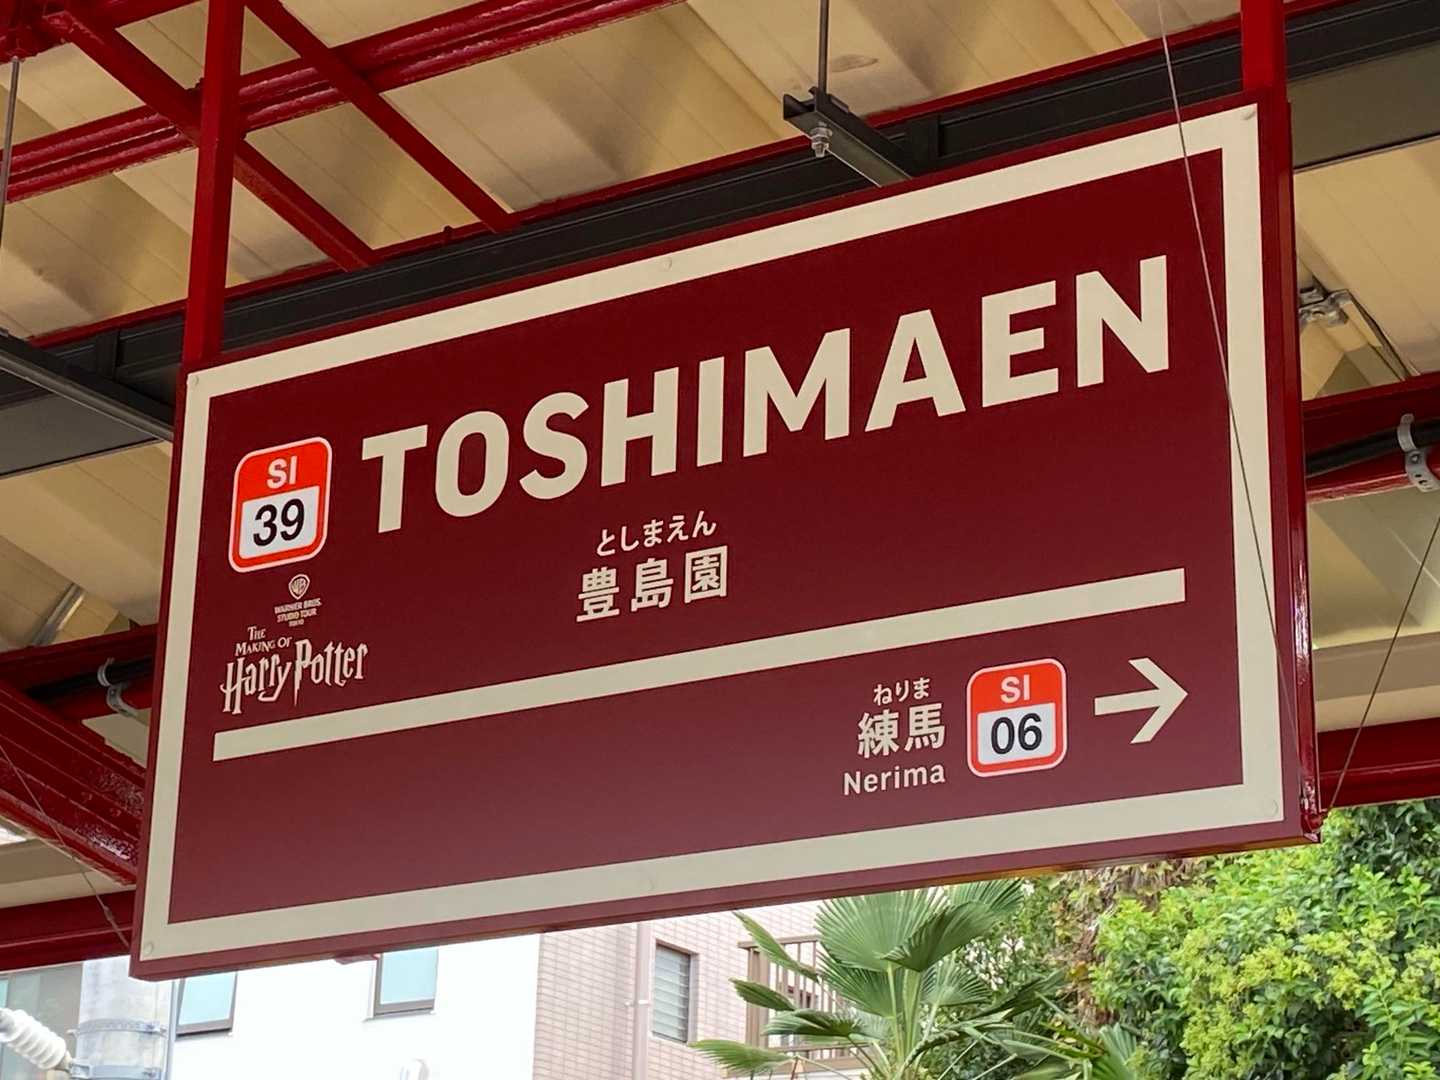 TOSHIMAEN
SI
39
としまえん
豊島園
WB
WARNER BROS.
STUDIO TOUR
TOKYO
THE
MAKING OF
Harry Potter
ねりま
練馬
Nerima
SI
06